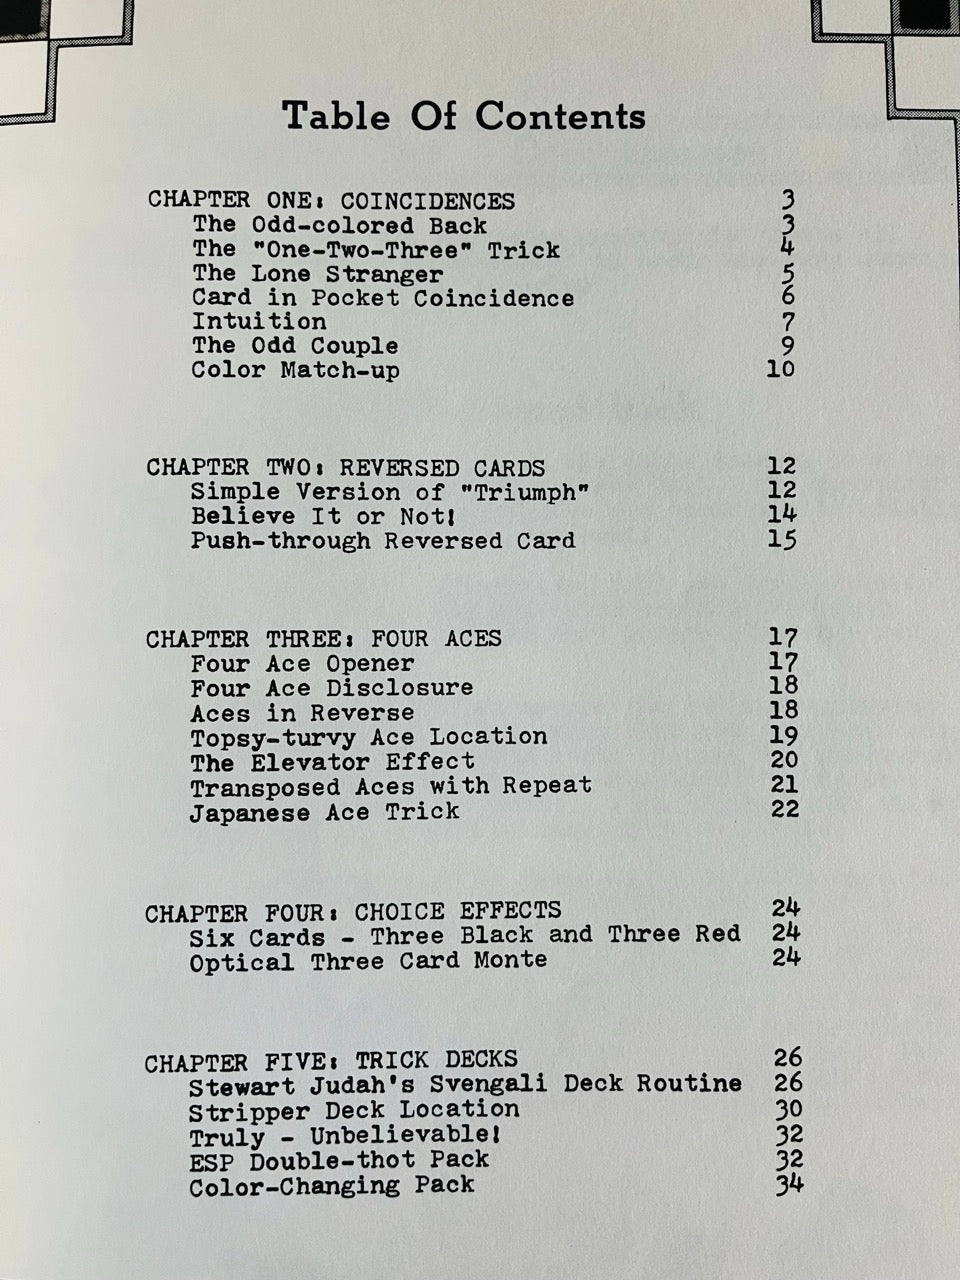 Table Of Contents
CHAPTER ONE: COINCIDENCES 3
The Odd-colored Back 3
The "One-Two-Three" Trick 4
The Lone Stranger 5
Card in Pocket Coincidence 6
Intuition 7
The Odd Couple 9
Color Match-up 10
CHAPTER TWO: REVERSED CARDS 12
Simple Version of "Triumph" 12
Believe It or Not! 14
Push-through Reversed Card 15
CHAPTER THREE: FOUR ACES 17
Four Ace Opener 17
Four Ace Disclosure 18
Aces in Reverse 18
Topsy-turvy Ace Location 19
The Elevator Effect 20
Transposed Aces with Repeat 21
Japanese Ace Trick 22
CHAPTER FOUR: CHOICE EFFECTS 24
Six Cards - Three Black and Three Red 24
Optical Three Card Monte 24
CHAPTER FIVE: TRICK DECKS 26
Stewart Judah's Svengali Deck Routine 26
Stripper Deck Location 30
Truly - Unbelievable! 32
ESP Double-thot Pack 32
Color-Changing Pack 34